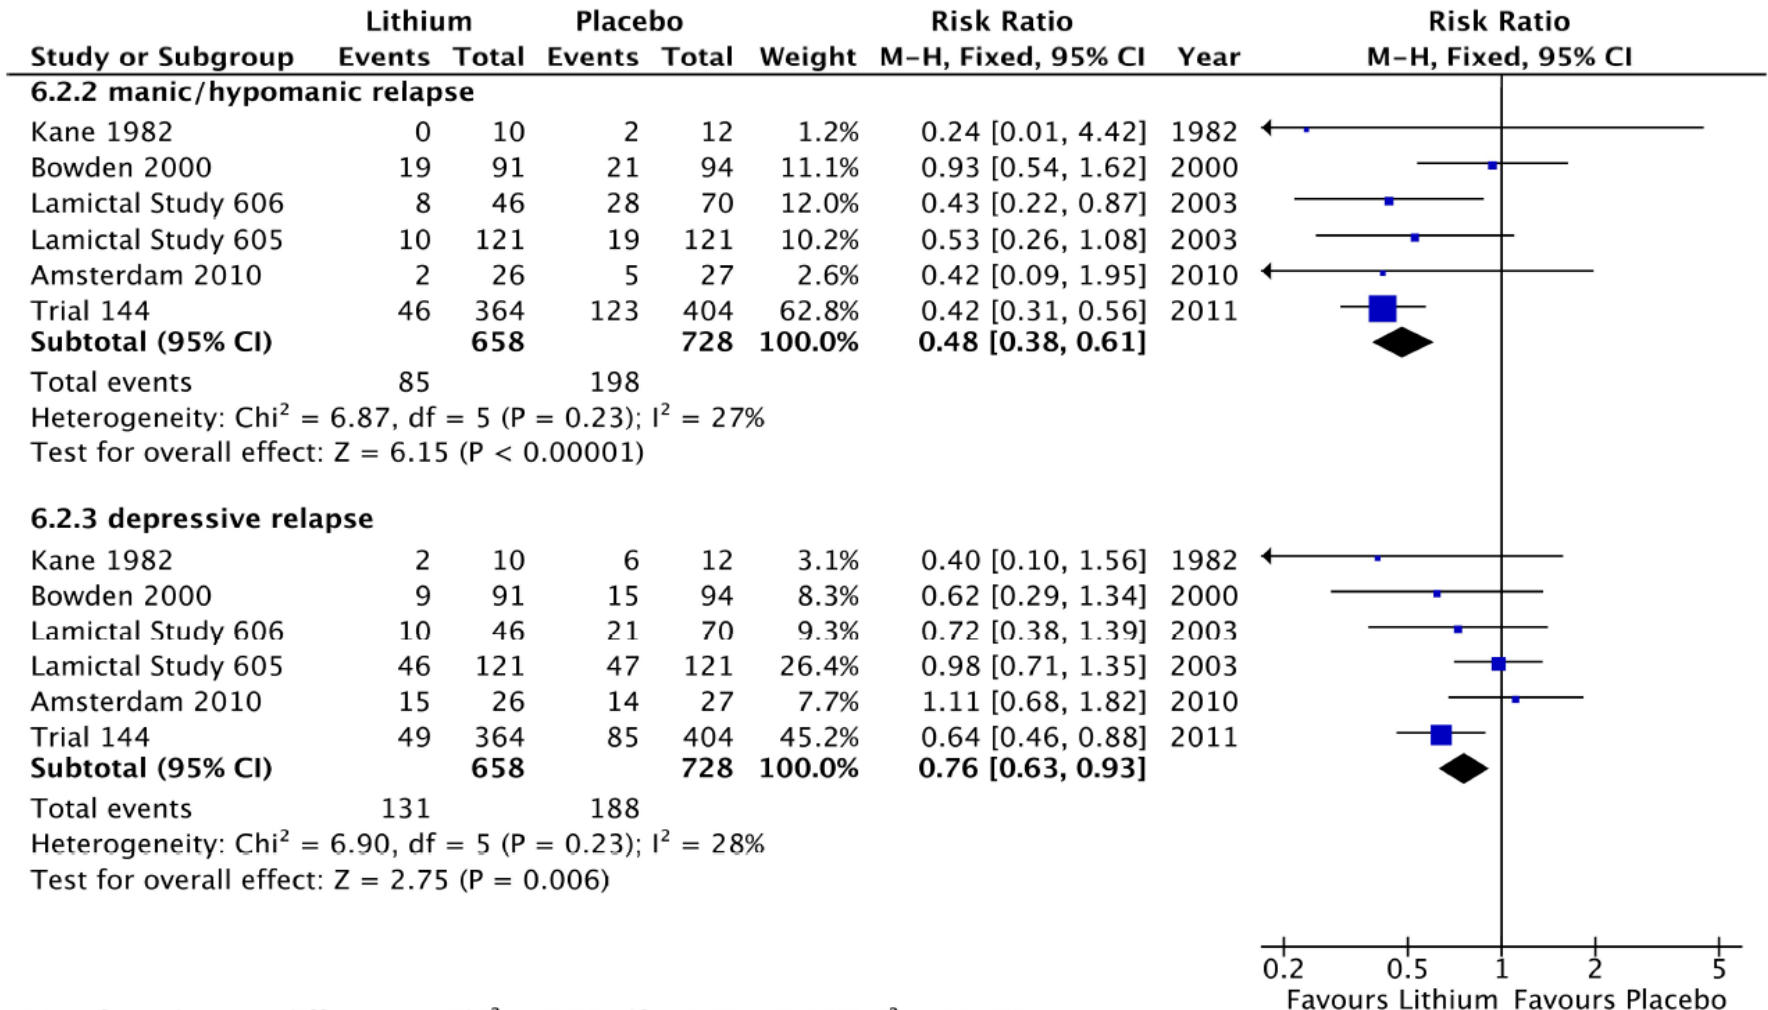 Lithium Placebo Risk Ratio Risk Ratio
Study or Subgroup Events Total Events Total Weight M-H, Fixed, 95% CI Year M-H, Fixed, 95% CI
6.2.2 manic/hypomanic relapse
Kane 1982 0 10 2 12 1.2% 0.24 [0.01, 4.42] 1982
Bowden 2000 19 91 21 94 11.1% 0.93 [0.54, 1.62] 2000
Lamictal Study 606 8 46 28 70 12.0% 0.43 [0.22, 0.87] 2003
Lamictal Study 605 10 121 19 121 10.2% 0.53 [0.26, 1.08] 2003
Amsterdam 2010 2 26 5 27 2.6% 0.42 [0.09, 1.95] 2010
Trial 144 46 364 123 404 62.8% 0.42 [0.31, 0.56] 2011
Subtotal (95% CI) 658 728 100.0% 0.48 [0.38, 0.61]
Total events 85 198
Heterogeneity: Chi² = 6.87, df = 5 (P = 0.23); I² = 27%
Test for overall effect: Z = 6.15 (P < 0.00001)
6.2.3 depressive relapse
Kane 1982 2 10 6 12 3.1% 0.40 [0.10, 1.56] 1982
Bowden 2000 9 91 15 94 8.3% 0.62 [0.29, 1.34] 2000
Lamictal Study 606 10 46 21 70 9.3% 0.72 [0.38, 1.39] 2003
Lamictal Study 605 46 121 47 121 26.4% 0.98 [0.71, 1.35] 2003
Amsterdam 2010 15 26 14 27 7.7% 1.11 [0.68, 1.82] 2010
Trial 144 49 364 85 404 45.2% 0.64 [0.46, 0.88] 2011
Subtotal (95% CI) 658 728 100.0% 0.76 [0.63, 0.93]
Total events 131 188
Heterogeneity: Chi² = 6.90, df = 5 (P = 0.23); I² = 28%
Test for overall effect: Z = 2.75 (P = 0.006)
0.2 0.5 1 2 5
Favours Lithium Favours Placebo